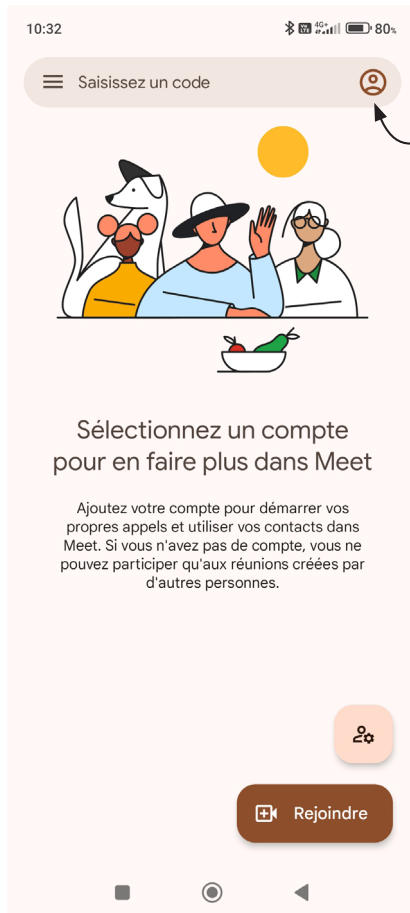 10:32
4G+
80%
Saisissez un code
Sélectionnez un compte
pour en faire plus dans Meet
Ajoutez votre compte pour démarrer vos
propres appels et utiliser vos contacts dans
Meet. Si vous n'avez pas de compte, vous ne
pouvez participer qu'aux réunions créées par
d'autres personnes.
Rejoindre